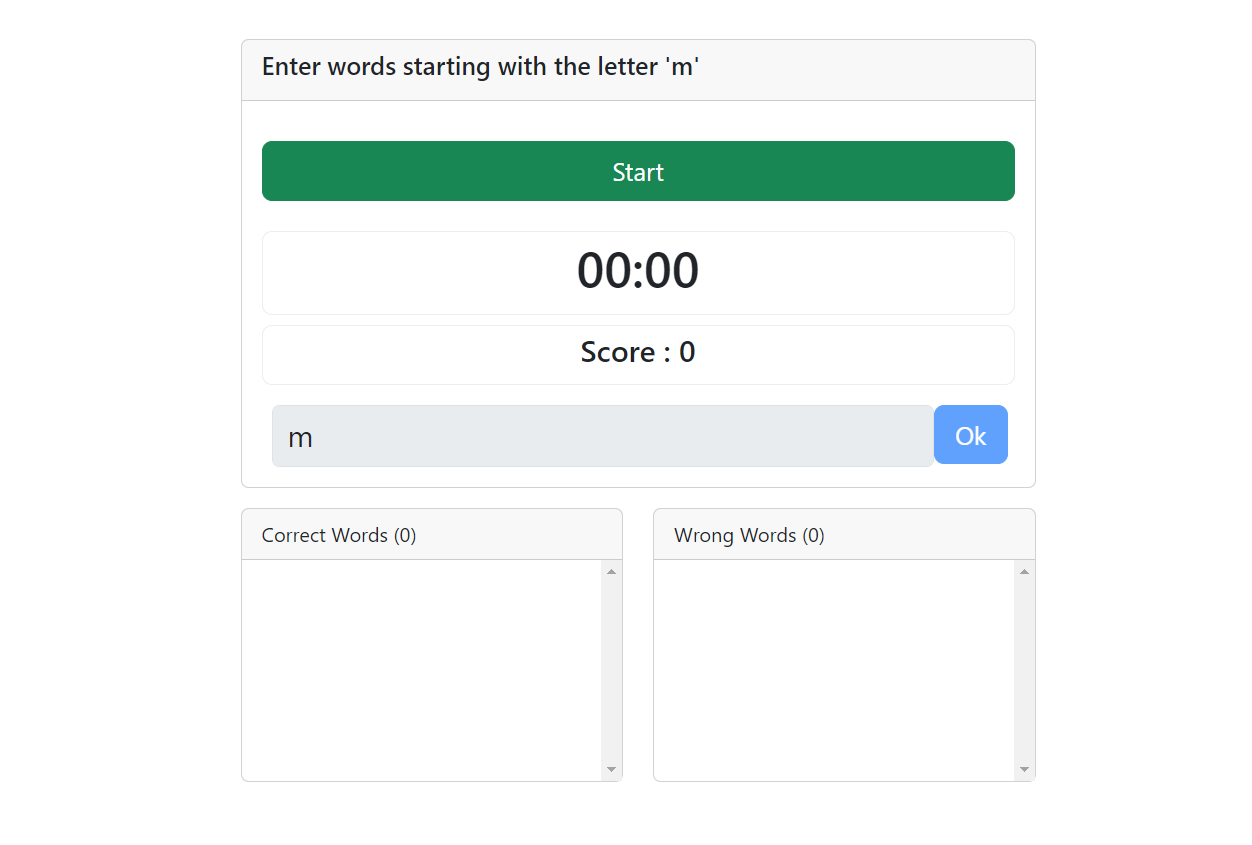 Enter words starting with the letter 'm'
Start
00:00
Score : 0
m
Ok
Correct Words (0)
Wrong Words (0)